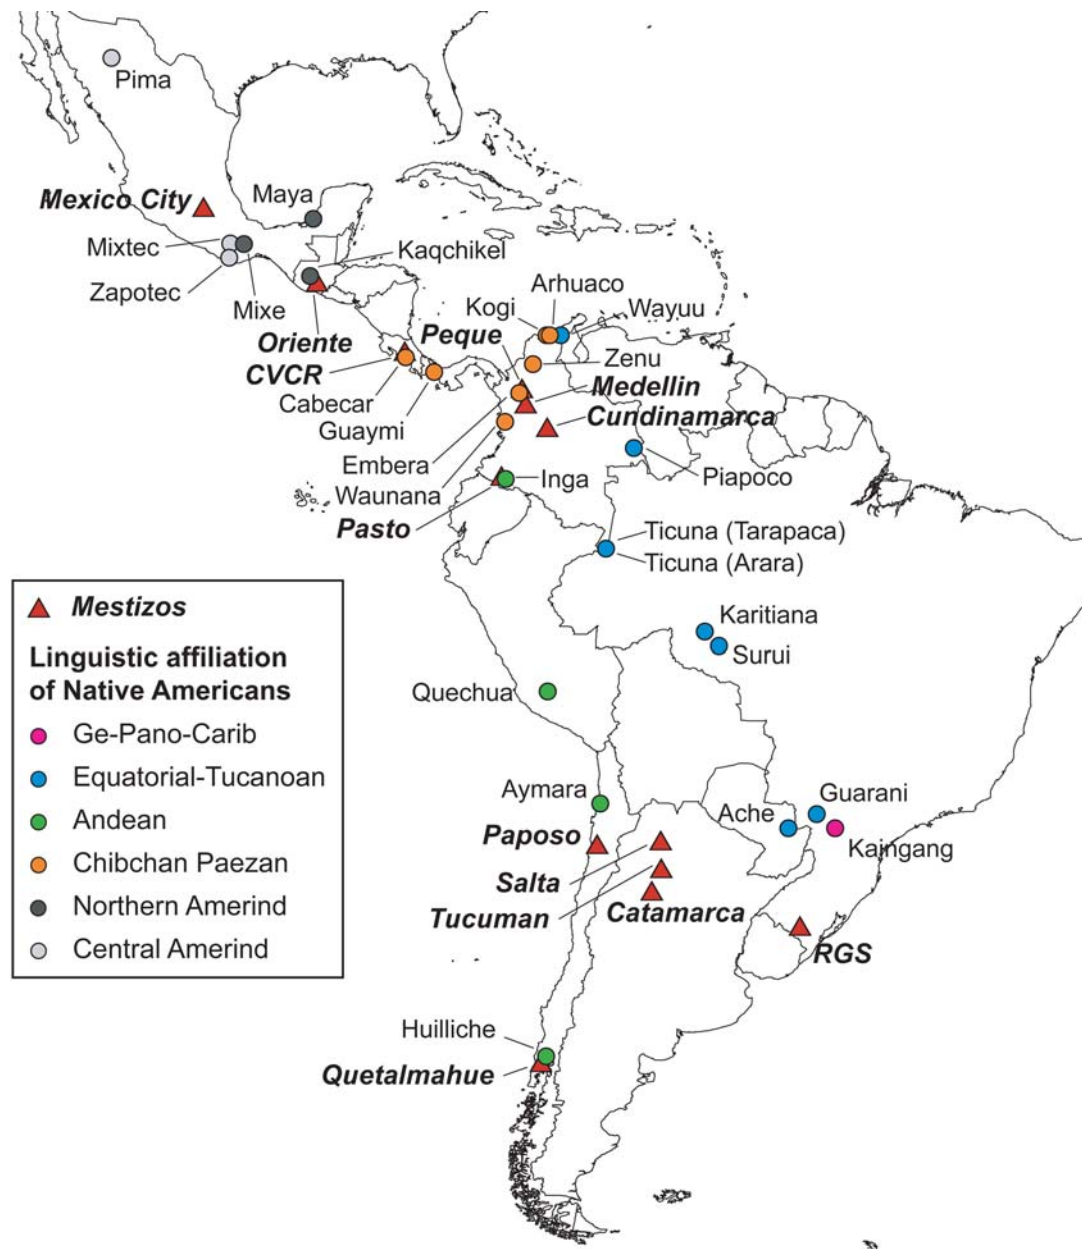 Pima
Mexico City
Maya
Mixtec
Kaqchikel
Zapotec
Mixe
Arhuaco
Kogi
Wayuu
Oriente
Peque
CVCR
Zenu
Cabecar
Medellin
Guaymi
Cundinamarca
Embera
Waunana
Inga
Piapoco
Pasto
Ticuna (Tarapaca)
Ticuna (Arara)
Mestizos
Linguistic affiliation
of Native Americans
Ge-Pano-Carib
Equatorial-Tucanoan
Andean
Chibchan Paezan
Northern Amerind
Central Amerind
Karitiana
Surui
Quechua
Aymara
Ache
Guarani
Kaingang
Paposo
Salta
Tucuman
Catamarca
RGS
Huilliche
Quetalmahue